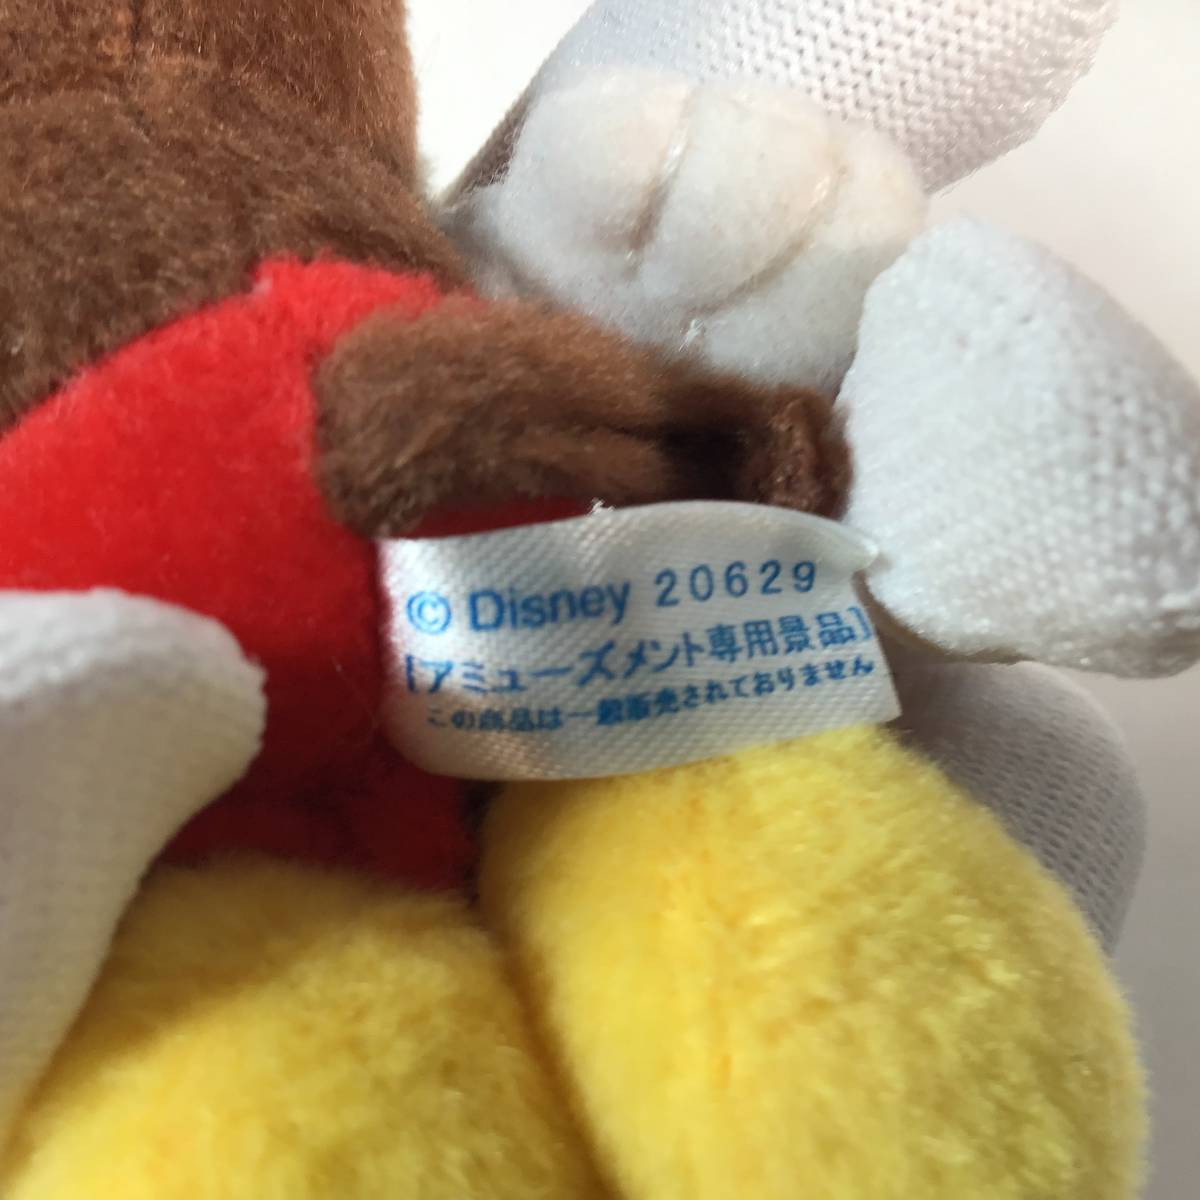 © Disney 20629
[アミューズメント専用景品]
この商品は一般販売されておりません